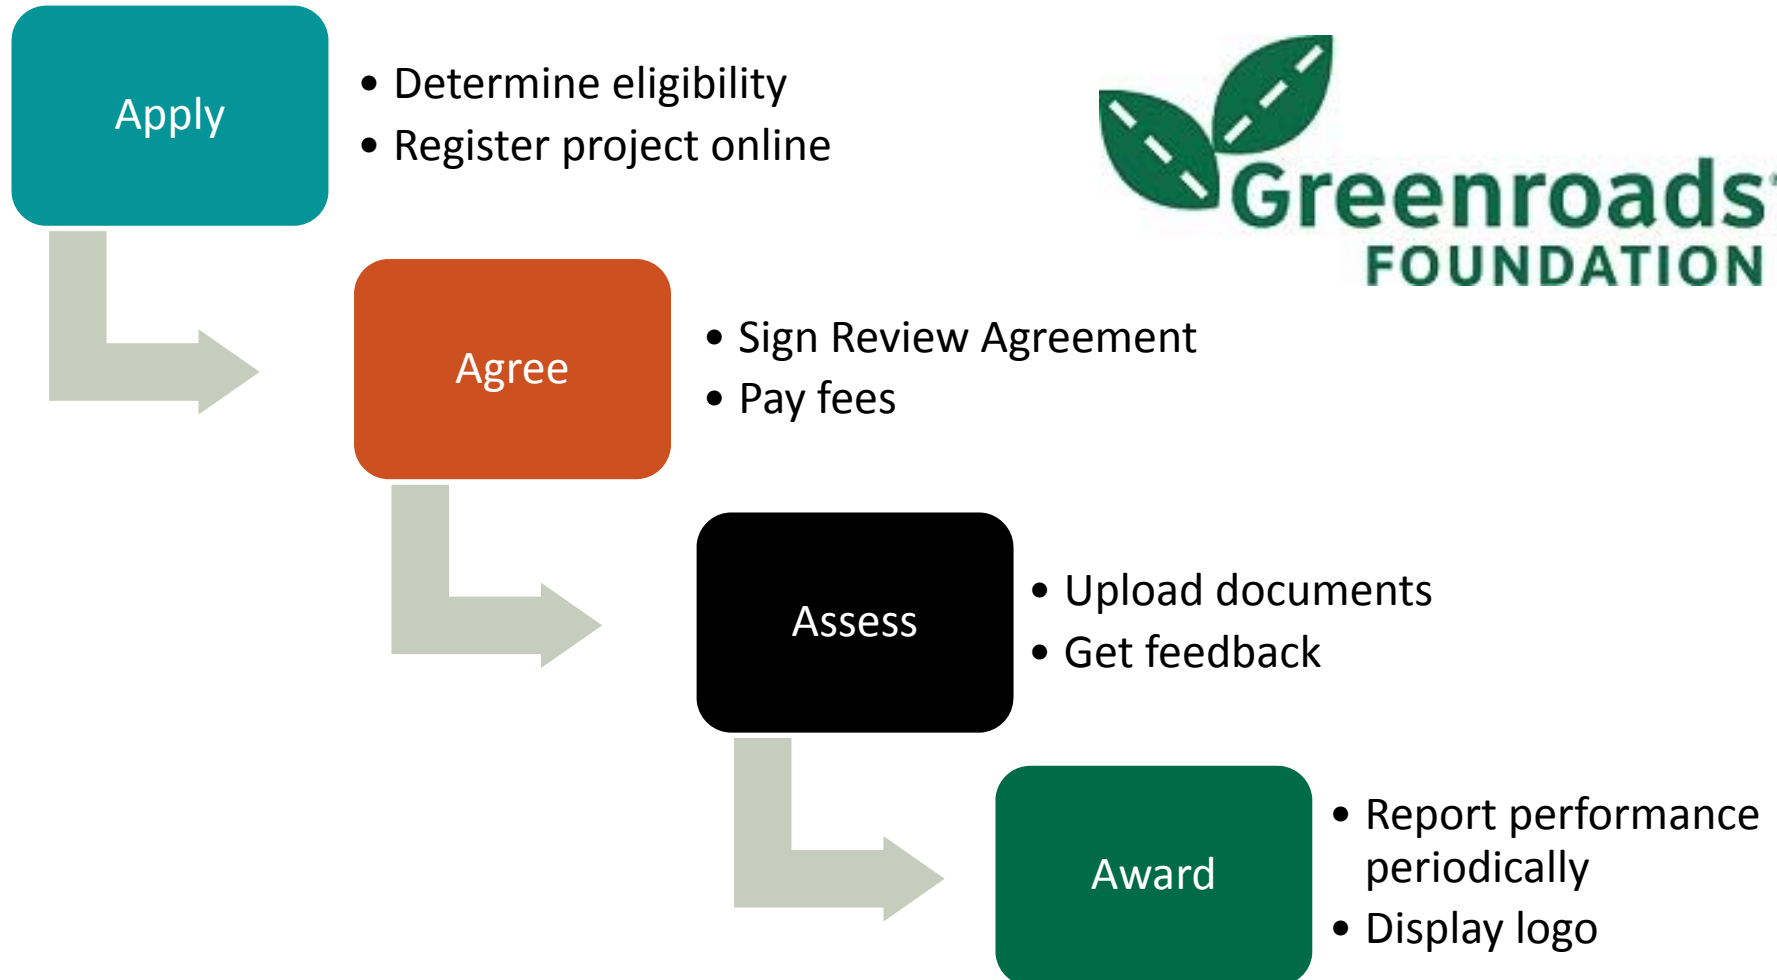 Apply
• Determine eligibility
• Register project online
Greenroads
FOUNDATION
Agree
• Sign Review Agreement
• Pay fees
Assess
• Upload documents
• Get feedback
Award
• Report performance
periodically
• Display logo